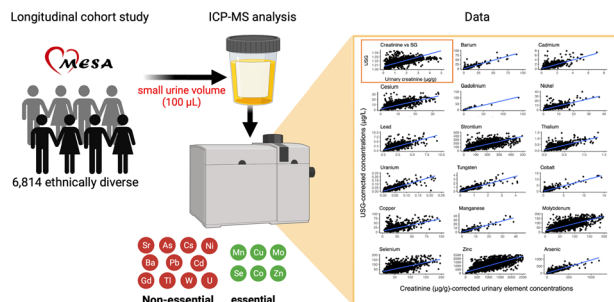 Longitudinal cohort study
ICP-MS analysis
Data
MESA
small urine volume
(100 µL)
6,814 ethnically diverse
Sr As Cs Ni
Ba Pb Cd
Gd Tl W U
Non-essential
Mn Cu Mo
Se Co Zn
essential
USG-corrected concentrations (µg/L)
Creatinine vs SG
USG
Urinary creatinine (g/L)
Barium
Cadmium
Cesium
Gadolinium
Nickel
Lead
Strontium
Thallium
Uranium
Tungsten
Cobalt
Copper
Manganese
Molybdenum
Selenium
Zinc
Arsenic
Creatinine (µg/g)-corrected urinary element concentrations